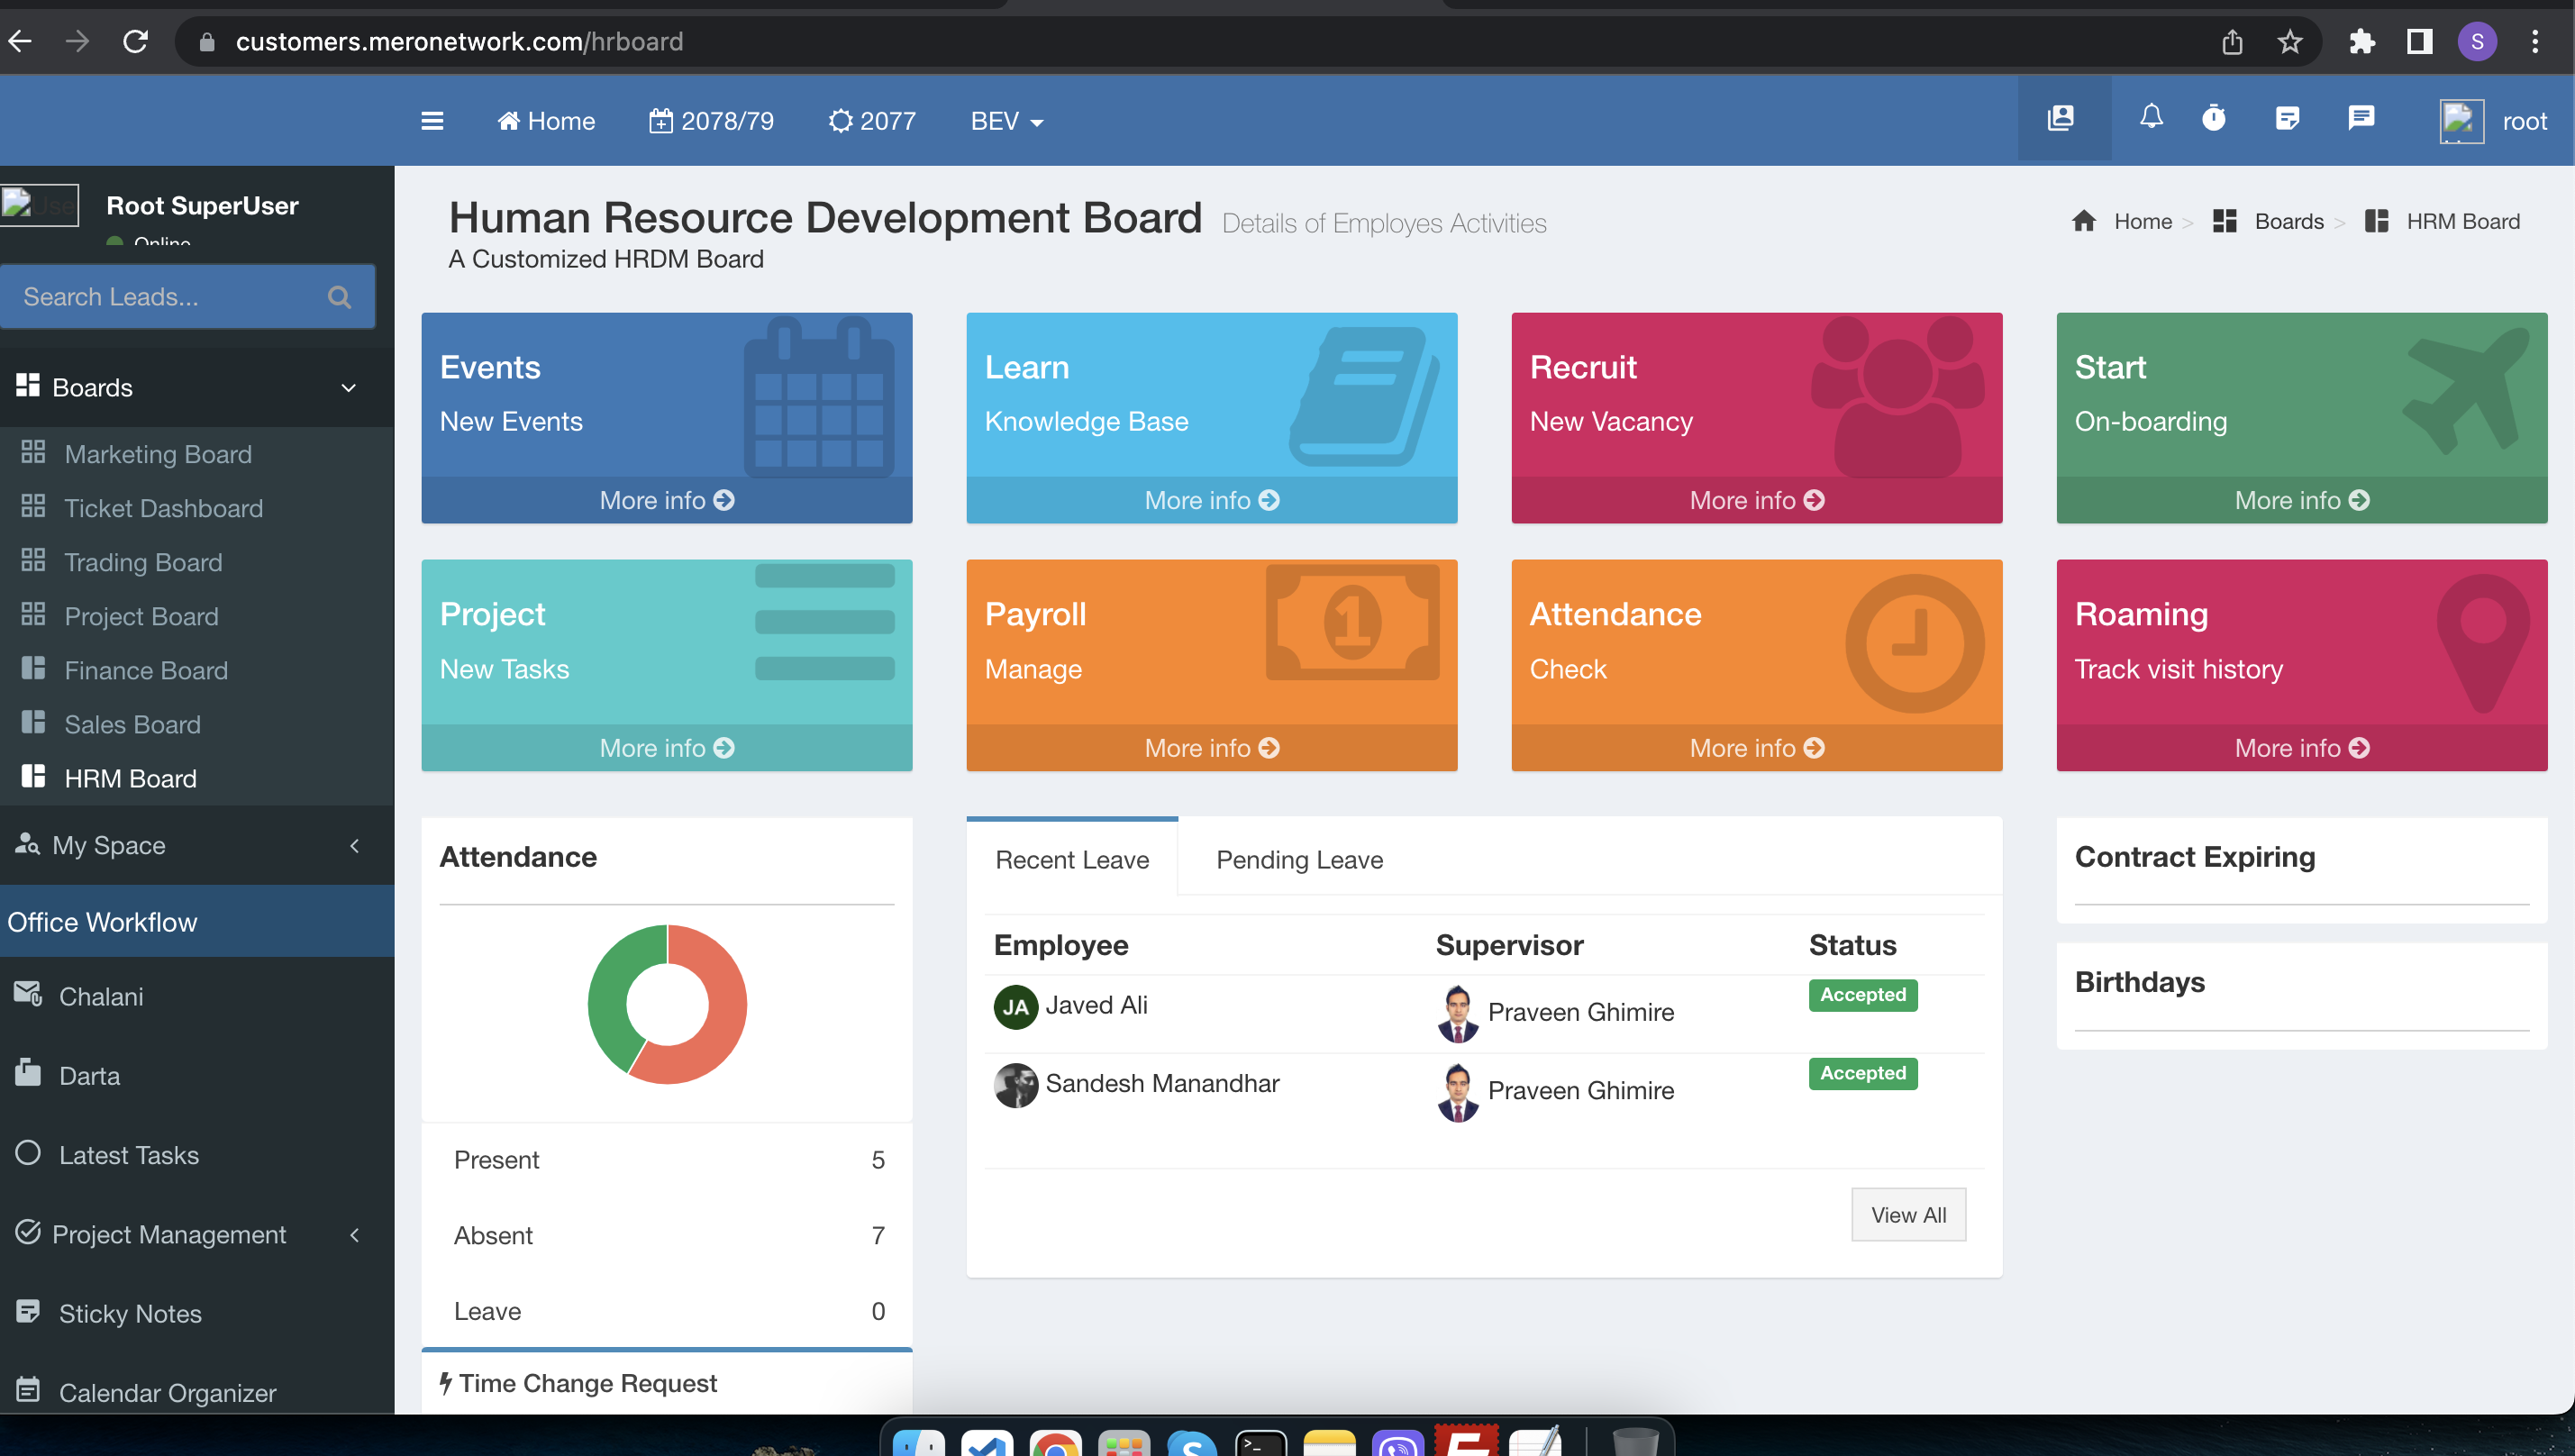 customers.meronetwork.com/hrboard
S
Home
2078/79
2077
BEV
root
Root SuperUser
Online
Search Leads...
Boards
Marketing Board
Ticket Dashboard
Trading Board
Project Board
Finance Board
Sales Board
HRM Board
My Space
Office Workflow
Chalani
Darta
Latest Tasks
Project Management
Sticky Notes
Calendar Organizer
Human Resource Development Board Details of Employes Activities
A Customized HRDM Board
Home > Boards > HRM Board
Events
New Events
More info
Learn
Knowledge Base
More info
Recruit
New Vacancy
More info
Start
On-boarding
More info
Project
New Tasks
More info
Payroll
Manage
1
More info
Attendance
Check
More info
Roaming
Track visit history
More info
Attendance
Present 5
Absent 7
Leave 0
Time Change Request
Recent Leave Pending Leave
Employee Supervisor Status
JA Javed Ali Praveen Ghimire Accepted
Sandesh Manandhar Praveen Ghimire Accepted
View All
Contract Expiring
Birthdays